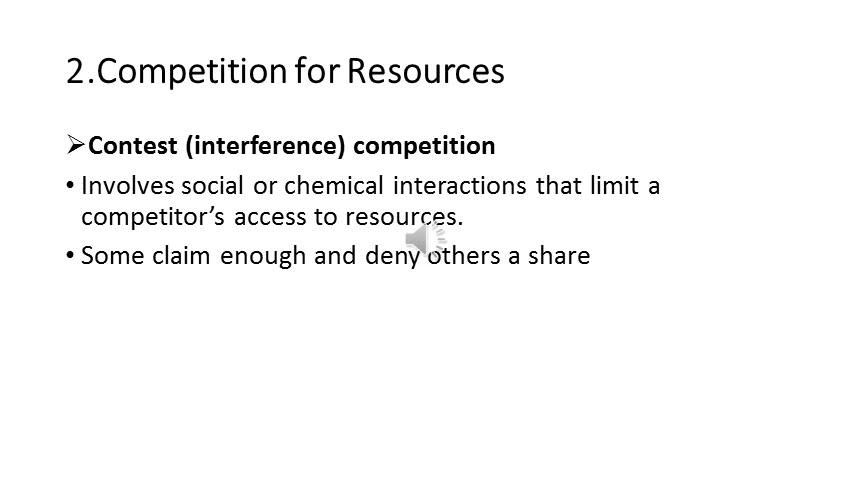 2.Competition for Resources
➢Contest (interference) competition
• Involves social or chemical interactions that limit a
competitor’s access to resources.
• Some claim enough and deny others a share